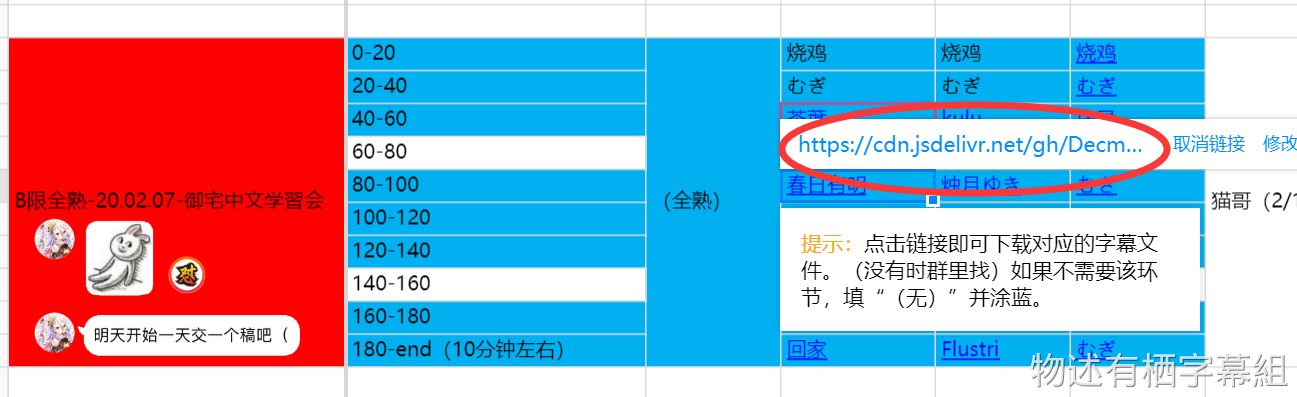 0-20 烧鸡 烧鸡 烧鸡
20-40 むぎ むぎ むぎ
40-60 茶葉 kulu
https://cdn.jsdelivr.net/gh/Decm... 取消链接 修改
60-80
80-100 春日有明 灿月ゆき むぎ
B限全熟-20.02.07-御宅中文学習会 (全熟) 猫哥（2/1
100-120
怼
120-140
提示：点击链接即可下载对应的字幕文
件。（没有时群里找）如果不需要该环
节，填“（无）”并涂蓝。
140-160
160-180
明天开始一天交一个稿吧（
180-end（10分钟左右） 回家 Flustri むぎ
物述有栖字幕組